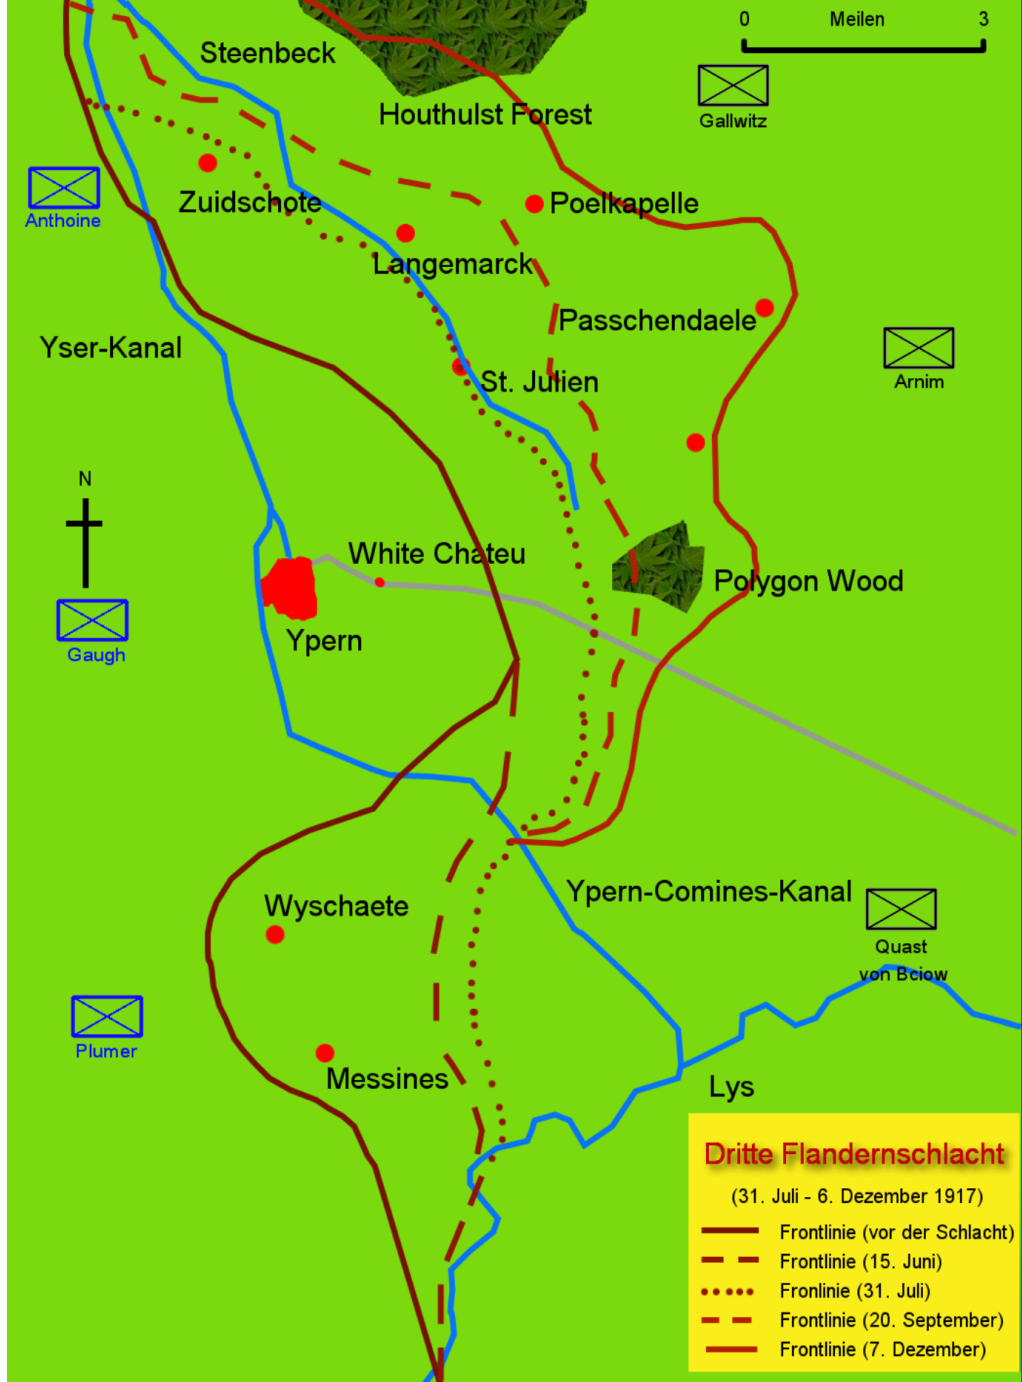 0 Meilen 3
Steenbeck
Houthulst Forest
Gallwitz
Anthoine
Zuidschote
Poelkapelle
Langemarck
Passchendaele
Yser-Kanal
St. Julien
Arnim
N
White Chateu
Polygon Wood
Ypern
Gaugh
Ypern-Comines-Kanal
Wyschaete
Quast
von Bciow
Plumer
Messines
Lys
Dritte Flandernschlacht
(31. Juli - 6. Dezember 1917)
Frontlinie (vor der Schlacht)
Frontlinie (15. Juni)
Fronlinie (31. Juli)
Frontlinie (20. September)
Frontlinie (7. Dezember)